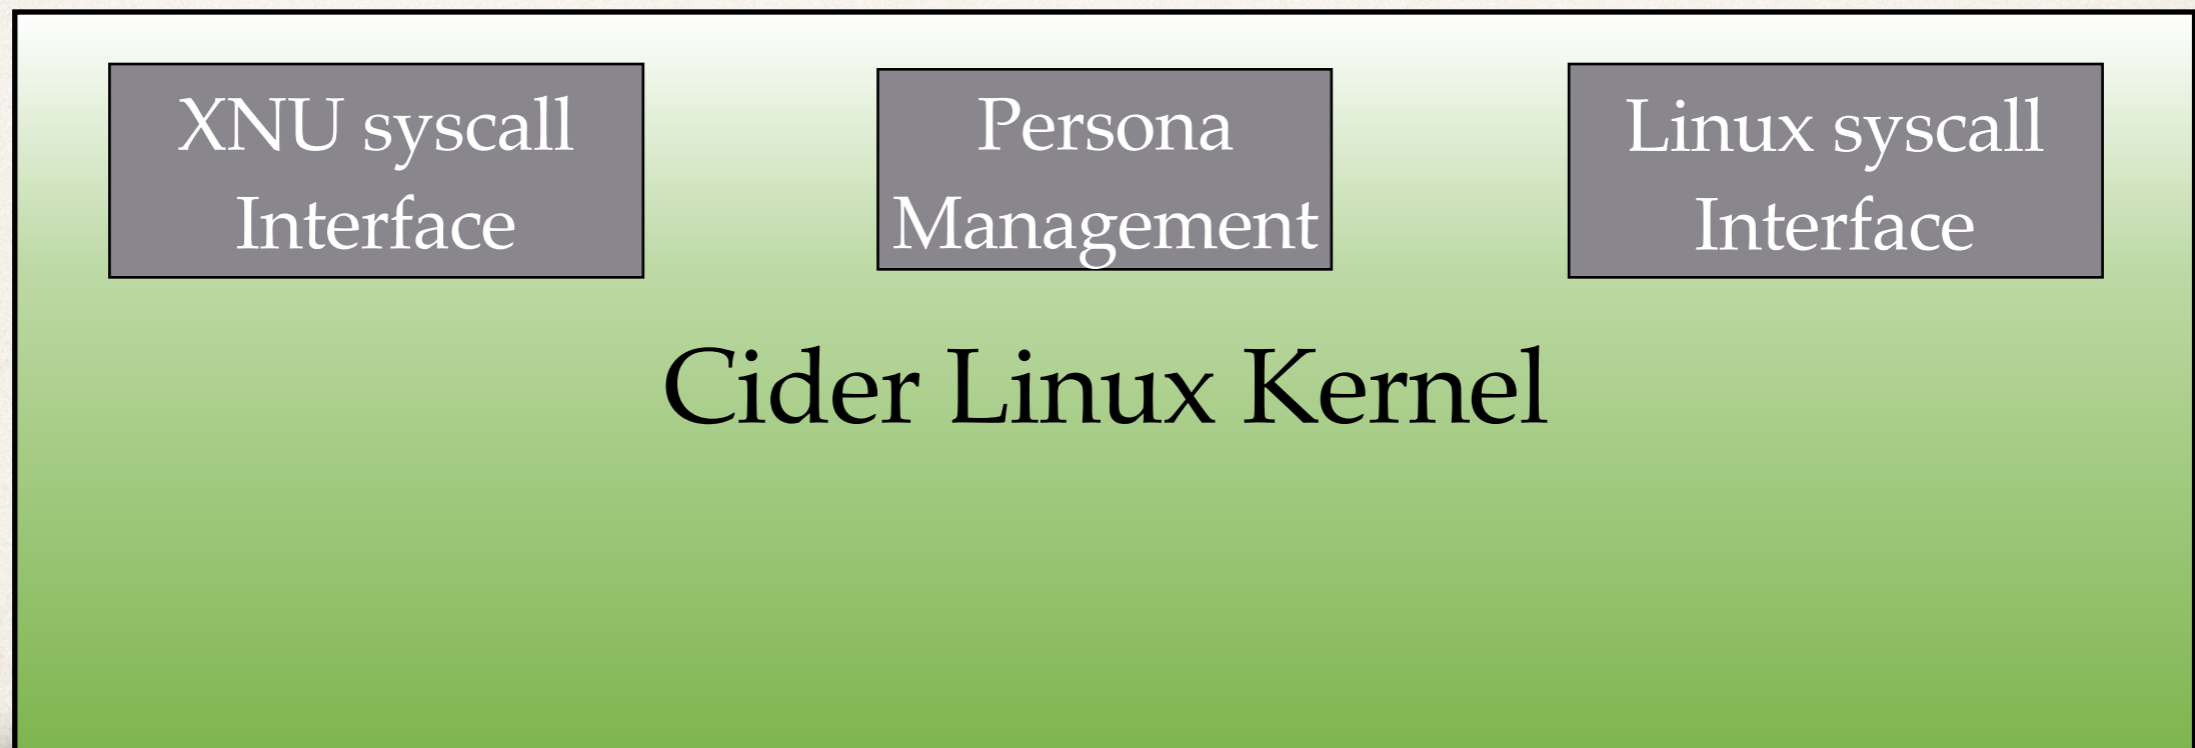 XNU syscall
Interface
Persona
Management
Linux syscall
Interface
Cider Linux Kernel